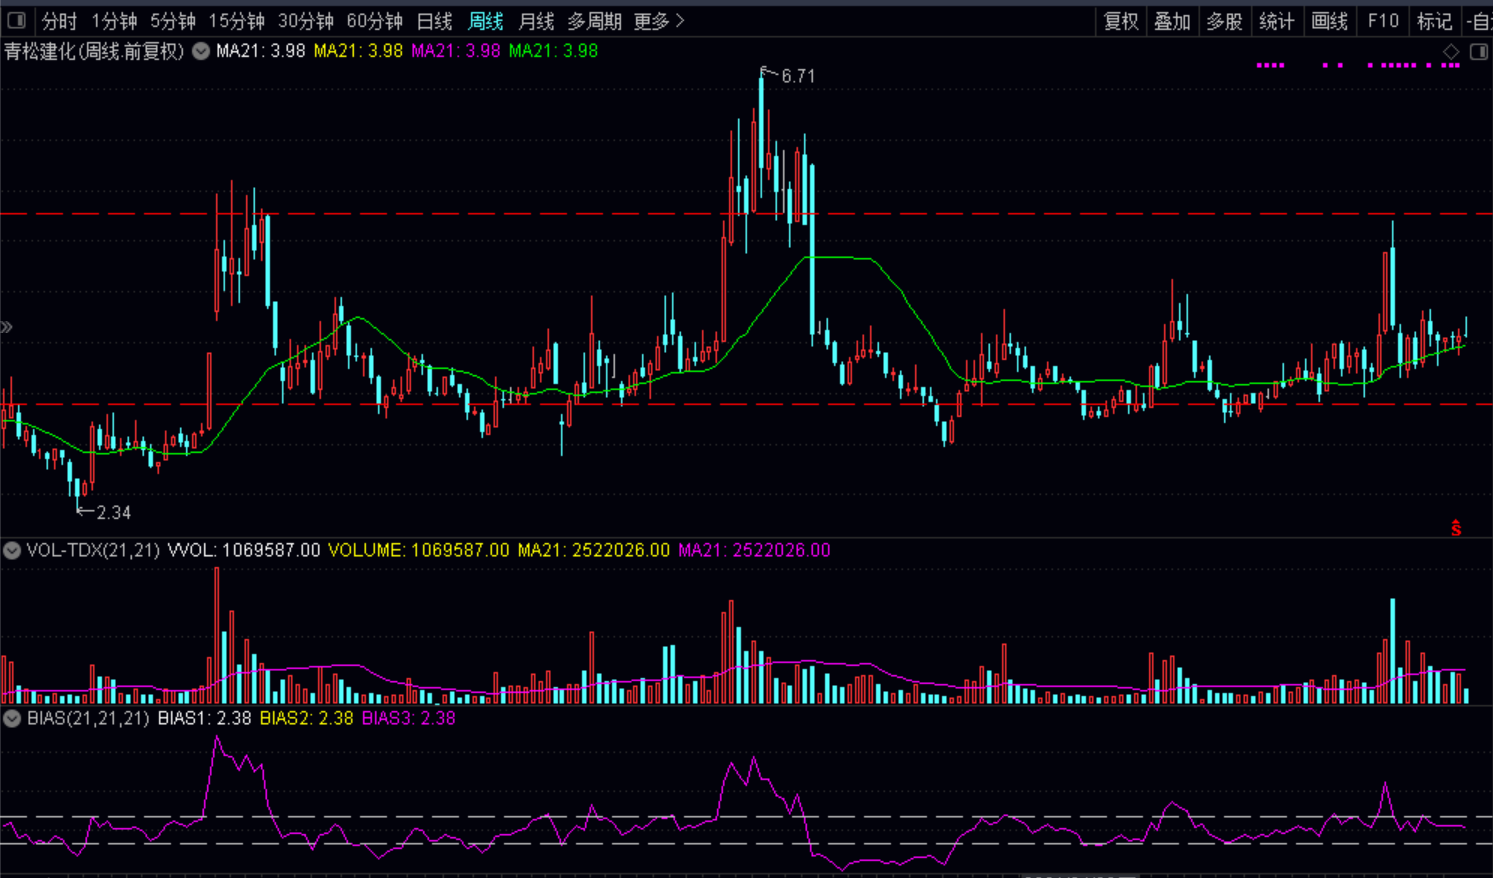 分时 1分钟 5分钟 15分钟 30分钟 60分钟 日线 周线 月线 多周期 更多 复权 叠加 多股 统计 画线 F10 标记 -自
青松建化(周线.前复权) MA21: 3.98 MA21: 3.98 MA21: 3.98 MA21: 3.98
6.71
2.34
S
VOL-TDX(21,21) VVOL: 1069587.00 VOLUME: 1069587.00 MA21: 2522026.00 MA21: 2522026.00
BIAS(21,21,21) BIAS1: 2.38 BIAS2: 2.38 BIAS3: 2.38